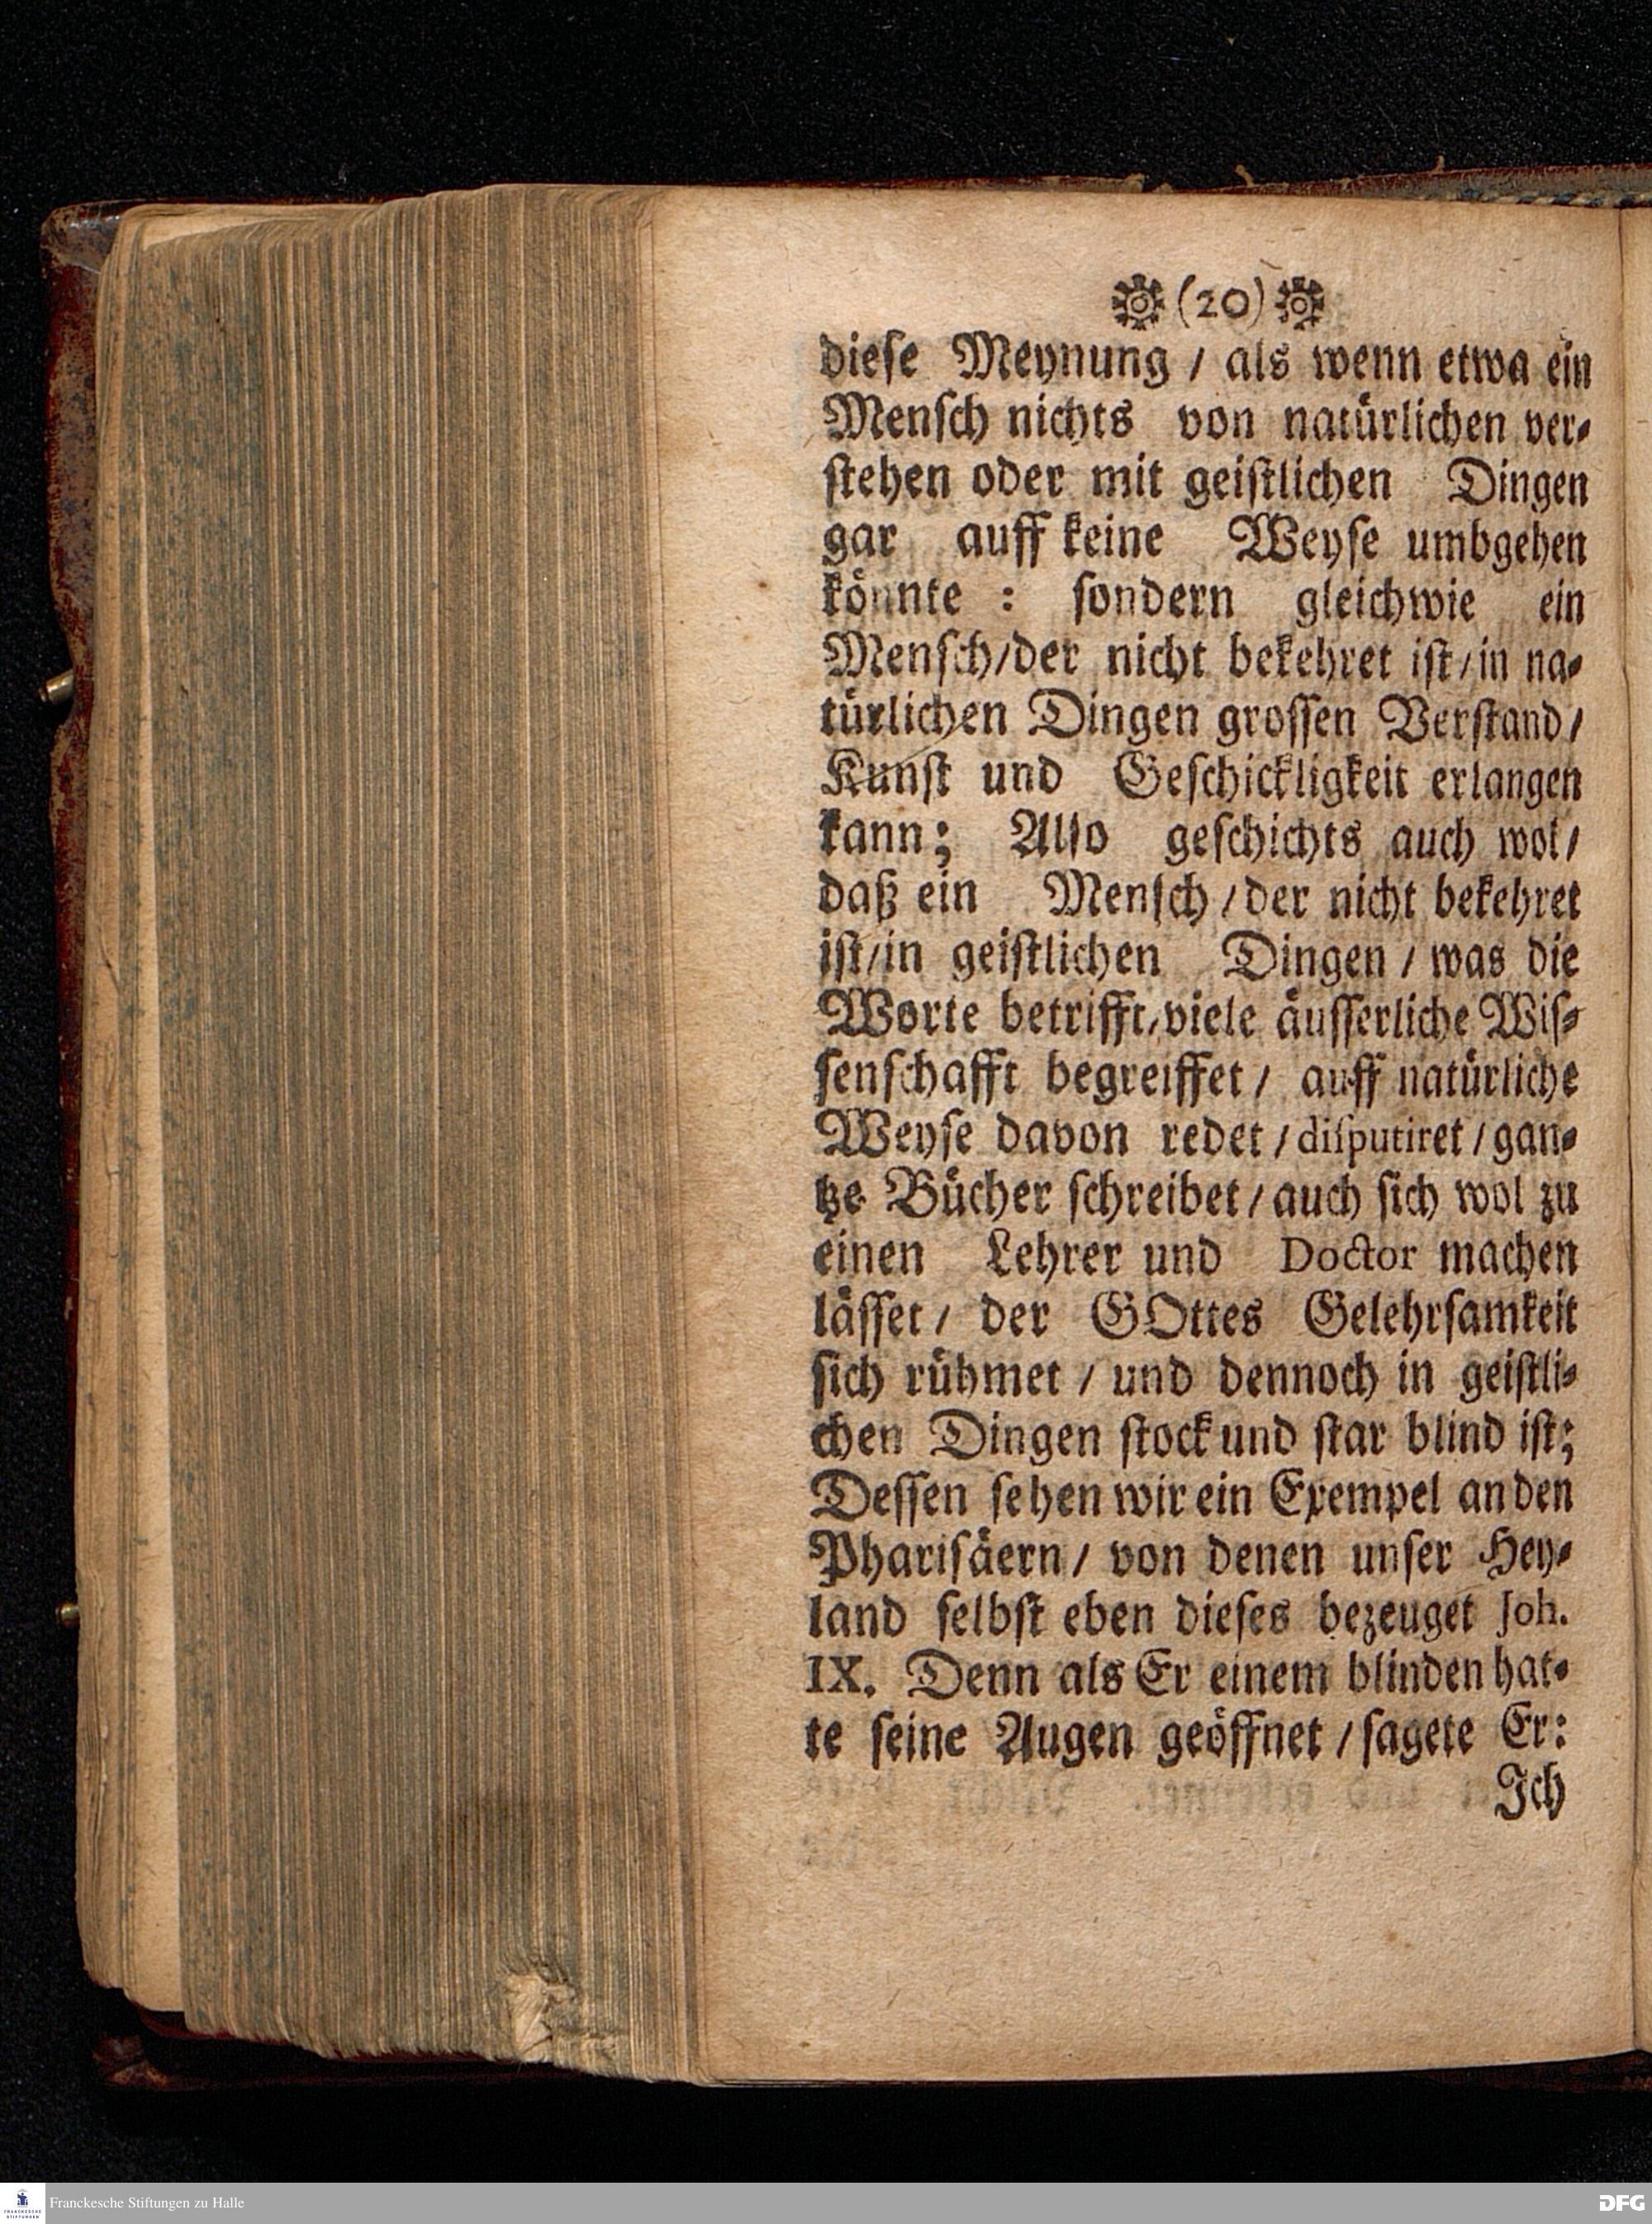 (20)
dieſe Meynung / als wenn etwa ein
Menſch nichts von natürlichen ver⸗
ſtehen oder mit geiſtlichen Dingen
gar auff keine Weyſe umbgehen
könnte : ſondern gleichwie ein
Menſch/der nicht bekehret iſt/in na⸗
türlichen Dingen groſſen Verſtand/
Kunſt und Geſchickligkeit erlangen
kann; Alſo geſchichts auch wol/
daß ein Menſch/der nicht bekehret
iſt/in geiſtlichen Dingen / was die
Worte betrifft/viele äuſſerliche Wiſ⸗
ſenſchafft begreiffet / auff natürliche
Weyſe davon redet / diſputiret / gan⸗
tze Bücher ſchreibet / auch ſich wol zu
einen Lehrer und Doctor machen
läſſet / der GOttes Gelehrſamkeit
ſich rühmet / und dennoch in geiſtli⸗
chen Dingen ſtock und ſtar blind iſt;
Deſſen ſehen wir ein Exempel an den
Phariſäern / von denen unſer Hey⸗
land ſelbſt eben dieſes bezeuget Joh.
IX. Denn als Er einem blinden hat⸗
te ſeine Augen geöffnet / ſagete Er:
Ich
Franckesche Stiftungen zu Halle
FRANCKESCHE
STIFTUNGEN
DFG